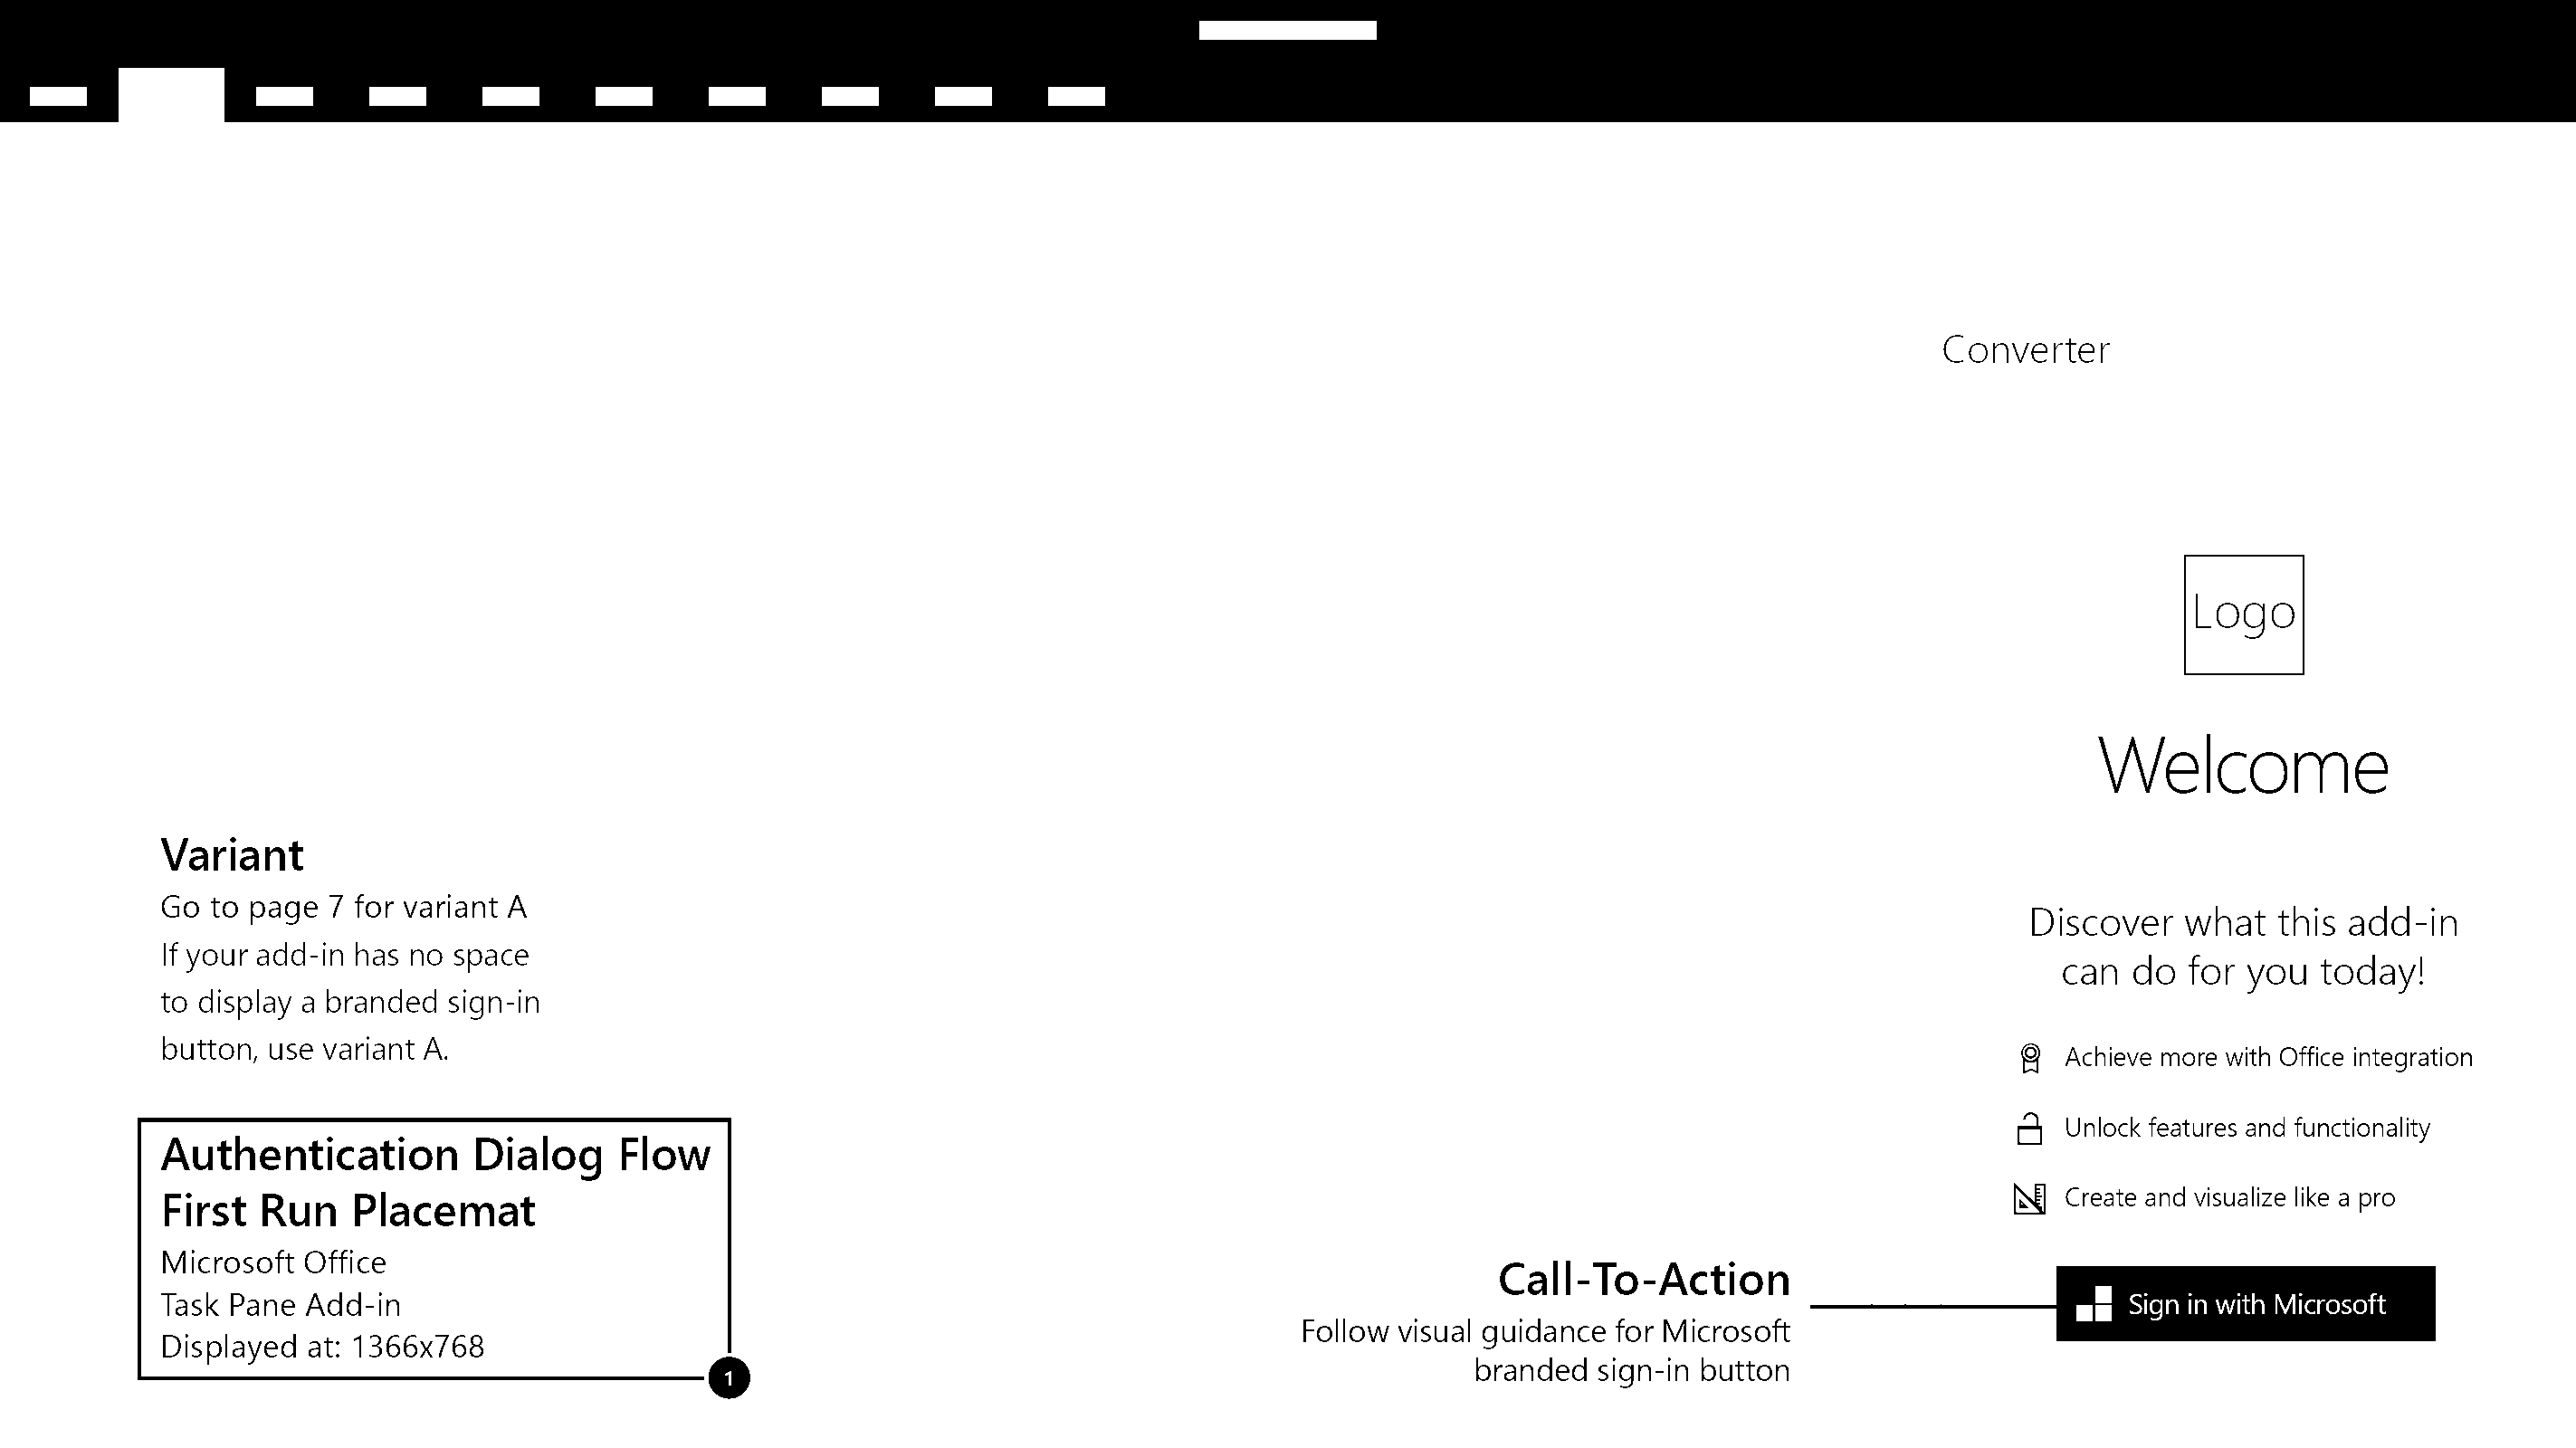 Converter
Logo
Welcome
Discover what this add-in
can do for you today!
Achieve more with Office integration
Unlock features and functionality
Create and visualize like a pro
Sign in with Microsoft
Variant
Go to page 7 for variant A
If your add-in has no space
to display a branded sign-in
button, use variant A.
Authentication Dialog Flow
First Run Placemat
Microsoft Office
Task Pane Add-in
Displayed at: 1366x768
1
Call-To-Action
Follow visual guidance for Microsoft
branded sign-in button